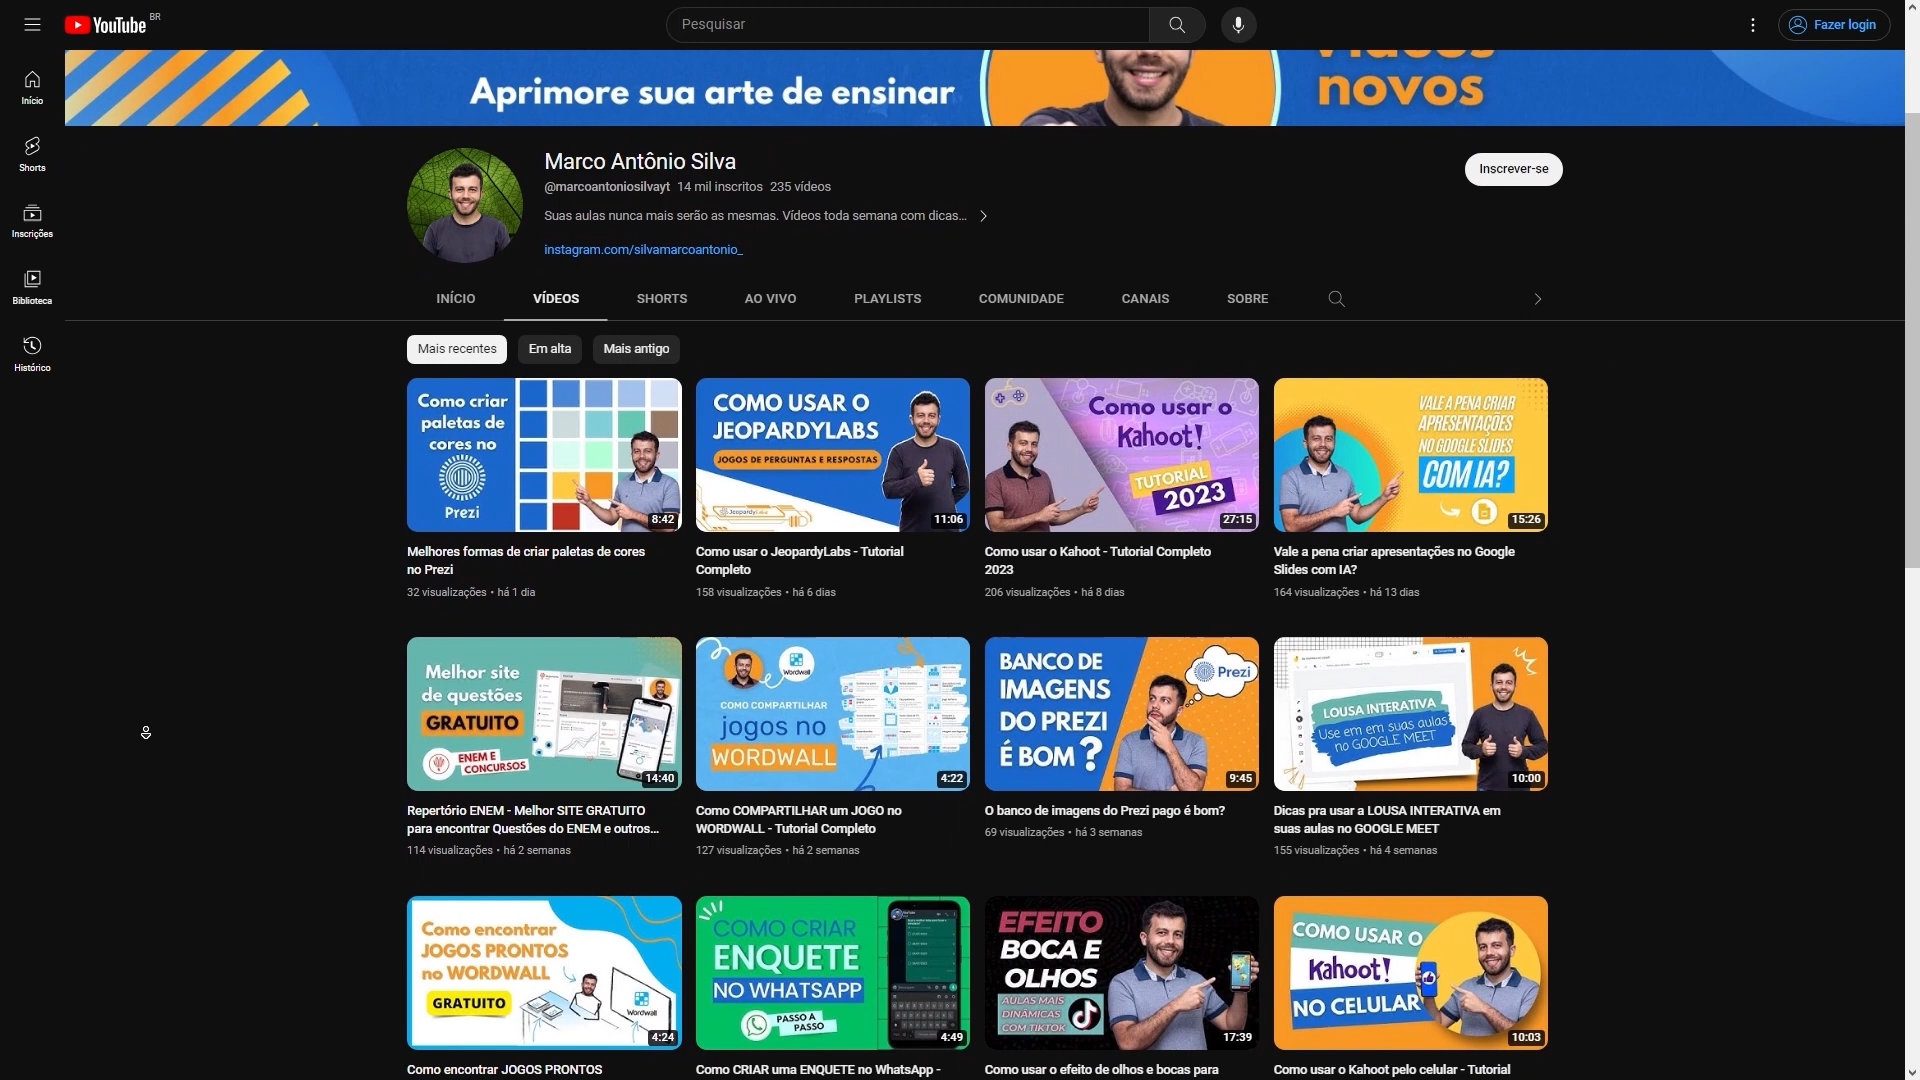 YouTube BR
Pesquisar
Fazer login
Início
Shorts
Inscrições
Biblioteca
Histórico
Aprimore sua arte de ensinar
novos
Marco Antônio Silva
@marcoantoniosilvayt 14 mil inscritos 235 vídeos
Suas aulas nunca mais serão as mesmas. Vídeos toda semana com dicas...
instagram.com/silvamarcoantonio_
Inscrever-se
INÍCIO VÍDEOS SHORTS AO VIVO PLAYLISTS COMUNIDADE CANAIS SOBRE
Mais recentes Em alta Mais antigo
Como criar
paletas de
cores no
Prezi
8:42
Melhores formas de criar paletas de cores
no Prezi
32 visualizações • há 1 dia
COMO USAR O
JEOPARDYLABS
JOGOS DE PERGUNTAS E RESPOSTAS
JeopardyLabs
11:06
Como usar o JeopardyLabs - Tutorial
Completo
158 visualizações • há 6 dias
Como usar o
Kahoot!
TUTORIAL
2023
27:15
Como usar o Kahoot - Tutorial Completo
2023
206 visualizações • há 8 dias
VALE A PENA CRIAR
APRESENTAÇÕES
NO GOOGLE SLIDES
COM IA?
15:26
Vale a pena criar apresentações no Google
Slides com IA?
164 visualizações • há 13 dias
Melhor site
de questões
GRATUITO
ENEM E
CONCURSOS
14:40
Repertório ENEM - Melhor SITE GRATUITO
para encontrar Questões do ENEM e outros...
114 visualizações • há 2 semanas
Wordwall
COMO COMPARTILHAR
jogos no
WORDWALL
4:22
Como COMPARTILHAR um JOGO no
WORDWALL - Tutorial Completo
127 visualizações • há 2 semanas
BANCO DE
IMAGENS
DO PREZI
É BOM ?
Prezi
9:45
O banco de imagens do Prezi pago é bom?
69 visualizações • há 3 semanas
LOUSA INTERATIVA
Use em em suas aulas
no GOOGLE MEET
10:00
Dicas pra usar a LOUSA INTERATIVA em
suas aulas no GOOGLE MEET
155 visualizações • há 4 semanas
Como encontrar
JOGOS PRONTOS
no WORDWALL
GRATUITO
Wordwall
4:24
Como encontrar JOGOS PRONTOS
COMO CRIAR
ENQUETE
NO WHATSAPP
PASSO A
PASSO
4:49
Como CRIAR uma ENQUETE no WhatsApp -
EFEITO
BOCA E
OLHOS
AULAS MAIS
DINÂMICAS
COM TIKTOK
17:39
Como usar o efeito de olhos e bocas para
COMO USAR O
Kahoot!
NO CELULAR
10:03
Como usar o Kahoot pelo celular - Tutorial